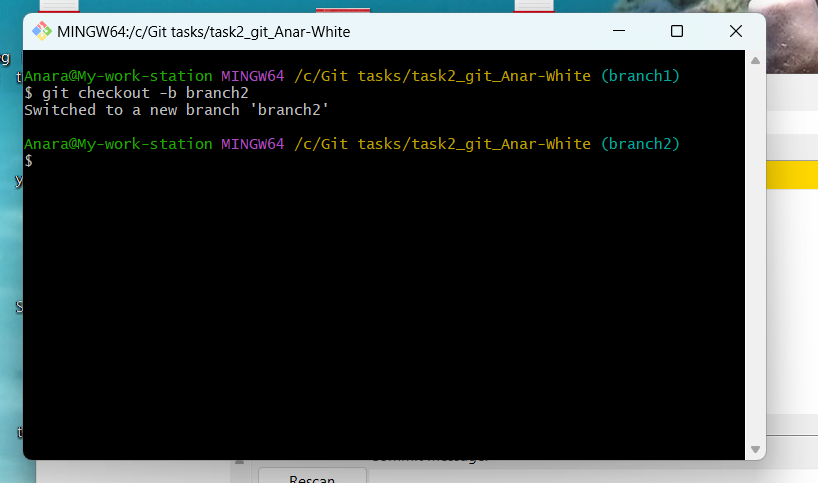 MINGW64:/c/Git tasks/task2_git_Anar-White
Anara@My-work-station MINGW64 /c/Git tasks/task2_git_Anar-White (branch1)
$ git checkout -b branch2
Switched to a new branch 'branch2'
Anara@My-work-station MINGW64 /c/Git tasks/task2_git_Anar-White (branch2)
$
Rescan